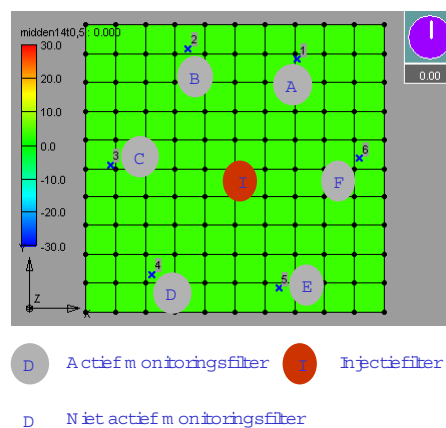 midden14t0,5 : 0.000
30.0
20.0
10.0
0.0
-10.0
-20.0
-30.0
0.00
2
1
B
A
3
C
6
I
F
4
D
5
E
Z
X
D Actief monitoringsfilter I Injectiefilter
D Niet actief monitoringsfilter